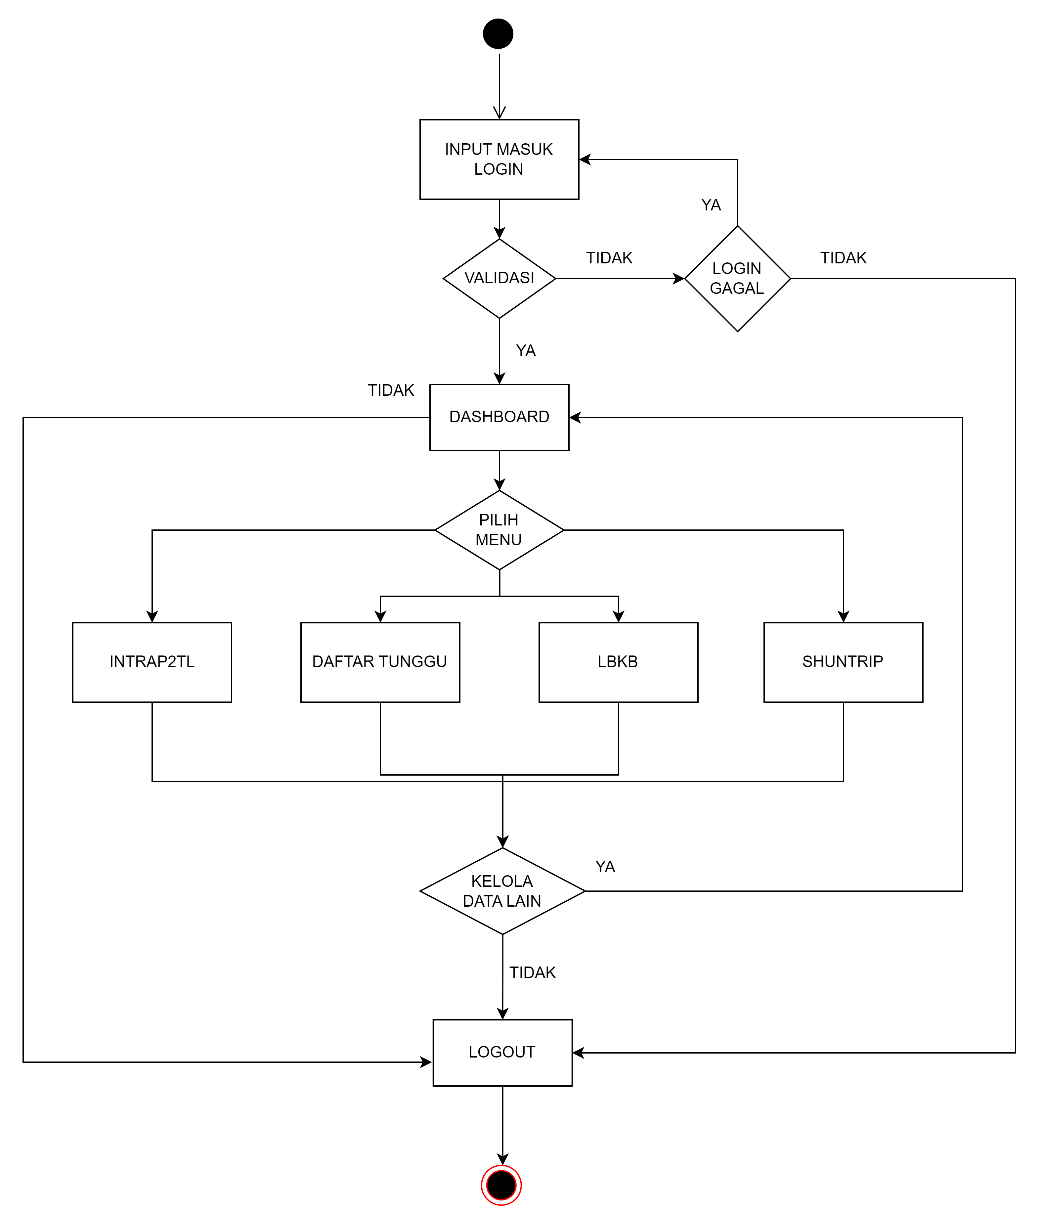 INPUT MASUK
LOGIN
YA
VALIDASI
TIDAK
LOGIN
GAGAL
TIDAK
YA
TIDAK
DASHBOARD
PILIH
MENU
INTRAP2TL
DAFTAR TUNGGU
LBKB
SHUNTRIP
KELOLA
DATA LAIN
YA
TIDAK
LOGOUT